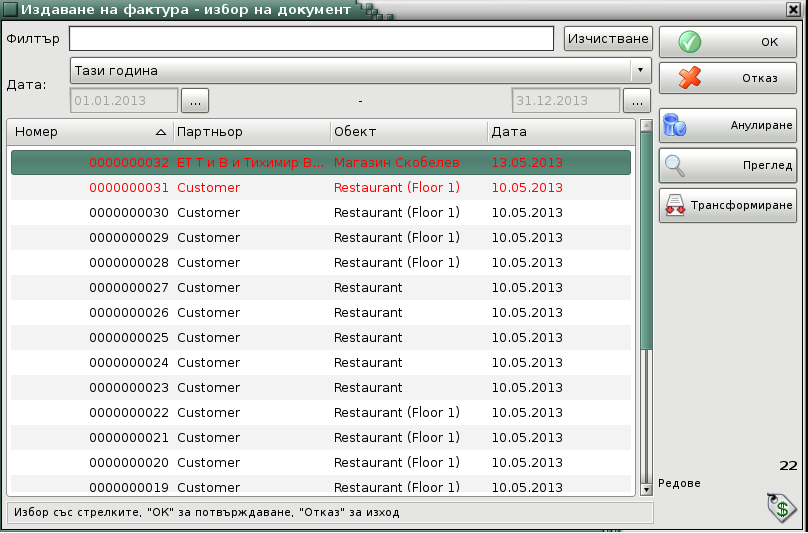 Издаване на фактура - избор на документ
Филтър
Изчистване
ОК
Дата:
Тази година
Отказ
01.01.2013
...
-
31.12.2013
...
Номер Партньор Обект Дата
Анулиране
0000000032 ЕТ Т и В и Тихимир В... Магазин Скобелев 13.05.2013
Преглед
0000000031 Customer Restaurant (Floor 1) 10.05.2013
Трансформиране
0000000030 Customer Restaurant (Floor 1) 10.05.2013
0000000029 Customer Restaurant (Floor 1) 10.05.2013
0000000028 Customer Restaurant (Floor 1) 10.05.2013
0000000027 Customer Restaurant 10.05.2013
0000000026 Customer Restaurant 10.05.2013
0000000025 Customer Restaurant 10.05.2013
0000000024 Customer Restaurant 10.05.2013
0000000023 Customer Restaurant 10.05.2013
0000000022 Customer Restaurant (Floor 1) 10.05.2013
0000000021 Customer Restaurant (Floor 1) 10.05.2013
0000000020 Customer Restaurant (Floor 1) 10.05.2013
0000000019 Customer Restaurant (Floor 1) 10.05.2013
22
Редове
Избор със стрелките, "ОК" за потвърждаване, "Отказ" за изход
$